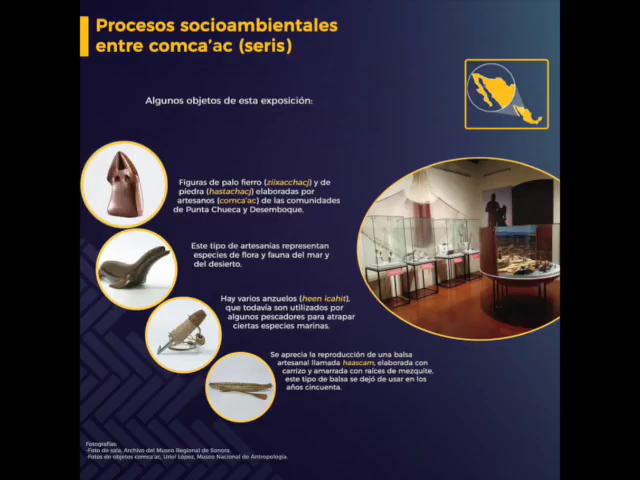 Procesos socioambientales
entre comca'ac (seris)
Algunos objetos de esta exposición:
Figuras de palo fierro (ziixacchacj) y de
piedra (hastachacj) elaboradas por
artesanos (comca'ac) de las comunidades
de Punta Chueca y Desemboque.
Este tipo de artesanías representan
especies de flora y fauna del mar y
del desierto.
Hay varios anzuelos (heen icahit),
que todavía son utilizados por
algunos pescadores para atrapar
ciertas especies marinas.
Se aprecia la reproducción de una balsa
artesanal llamada haascam, elaborada con
carrizo y amarrada con raíces de mezquite,
este tipo de balsa se dejó de usar en los
años cincuenta.
Fotografías:
-Foto de sala, Archivo del Museo Regional de Sonora.
-Fotos de objetos comca'ac, Uriel López, Museo Nacional de Antropología.